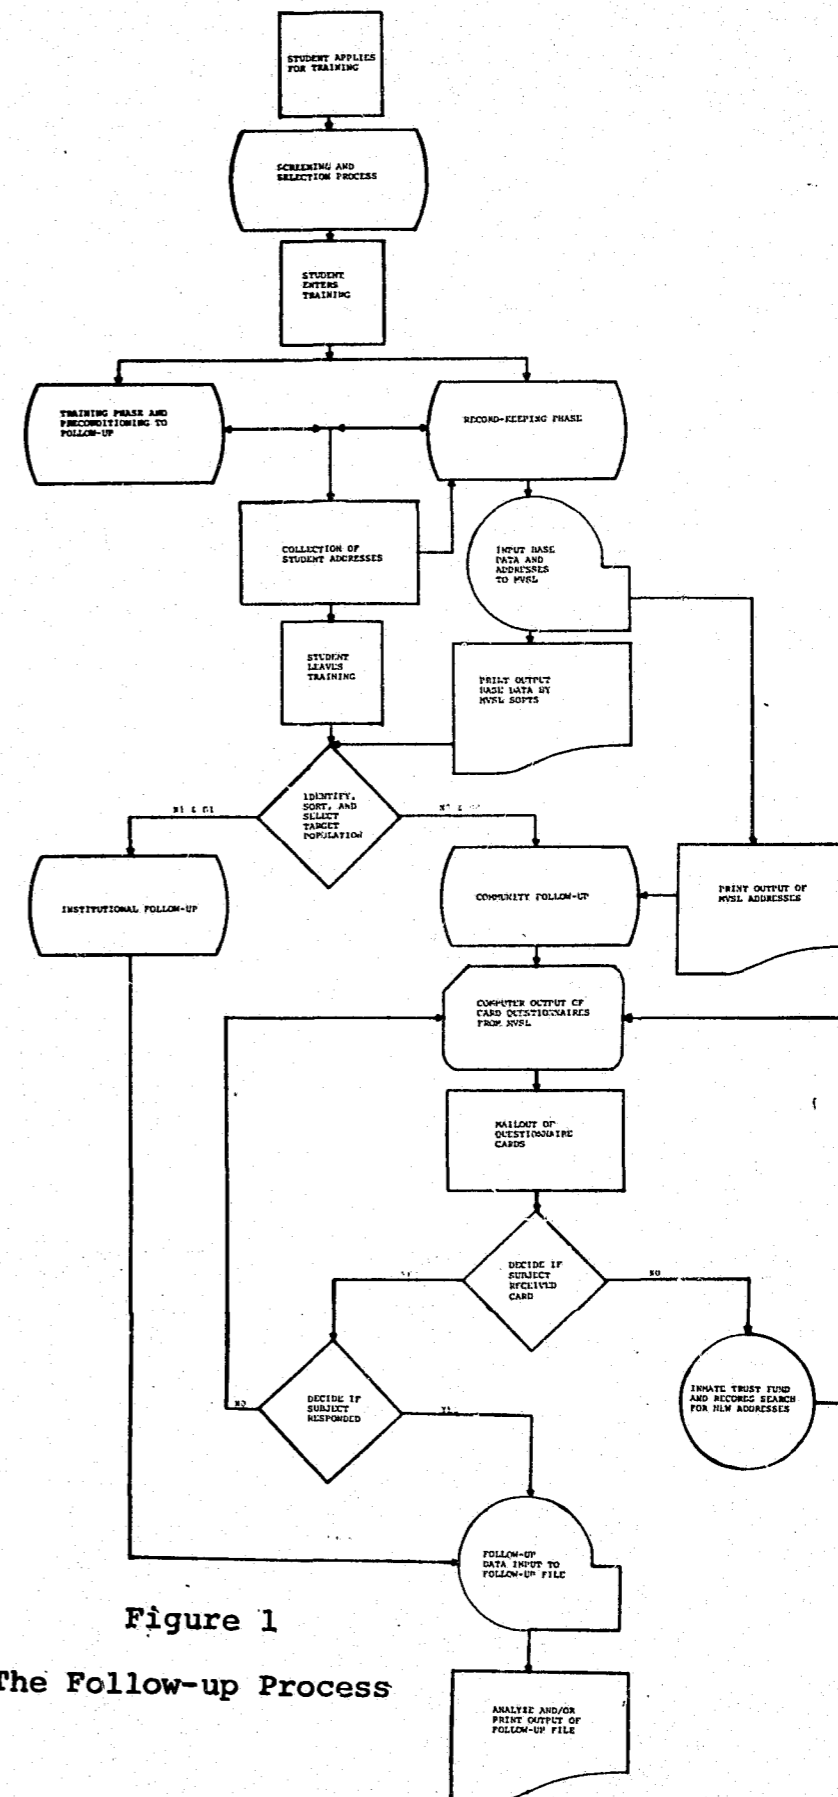 STUDENT APPLIES
FOR TRAINING
SCREENING AND
SELECTION PROCESS
STUDENT
ENTERS
TRAINING
TRAINING PHASE AND
PRECONDITIONING TO
FOLLOW-UP
RECORD-KEEPING PHASE
COLLECTION OF
STUDENT ADDRESSES
INPUT BASE
DATA AND
ADDRESSES
TO MVSL
STUDENT
LEAVES
TRAINING
PRINT OUTPUT
BASE DATA BY
MVSL SORTS
IDENTIFY,
SORT, AND
SELECT
TARGET
POPULATION
INSTITUTIONAL FOLLOW-UP
COMMUNITY FOLLOW-UP
PRINT OUTPUT OF
MVSL ADDRESSES
COMPUTER OUTPUT OF
CARD QUESTIONNAIRES
FROM MVSL
MAILOUT OF
QUESTIONNAIRE
CARDS
DECIDE IF
SUBJECT
RECEIVED
CARD
NO
DECIDE IF
SUBJECT
RESPONDED
NO
INMATE TRUST FUND
AND RECORDS SEARCH
FOR NEW ADDRESSES
FOLLOW-UP
DATA INPUT TO
FOLLOW-UP FILE
Figure 1
The Follow-up Process
ANALYZE AND/OR
PRINT OUTPUT OF
FOLLOW-UP FILE